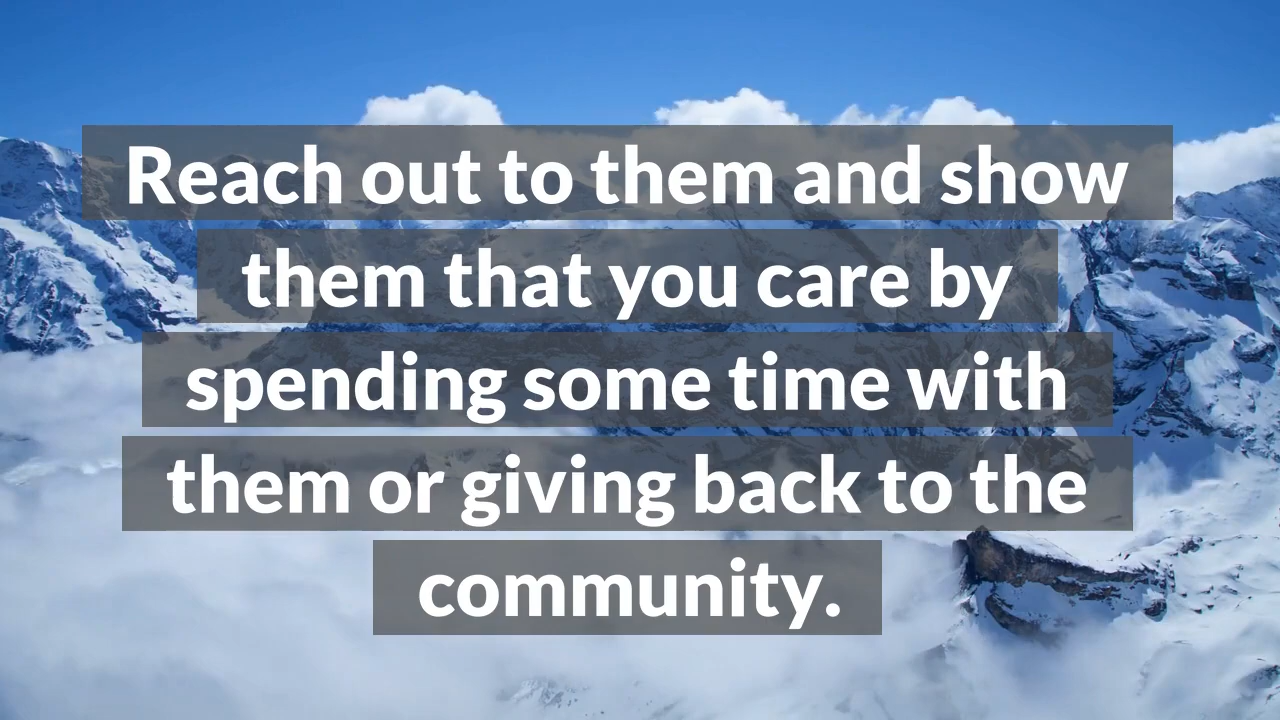 Reach out to them and show
them that you care by
spending some time with
them or giving back to the
community.